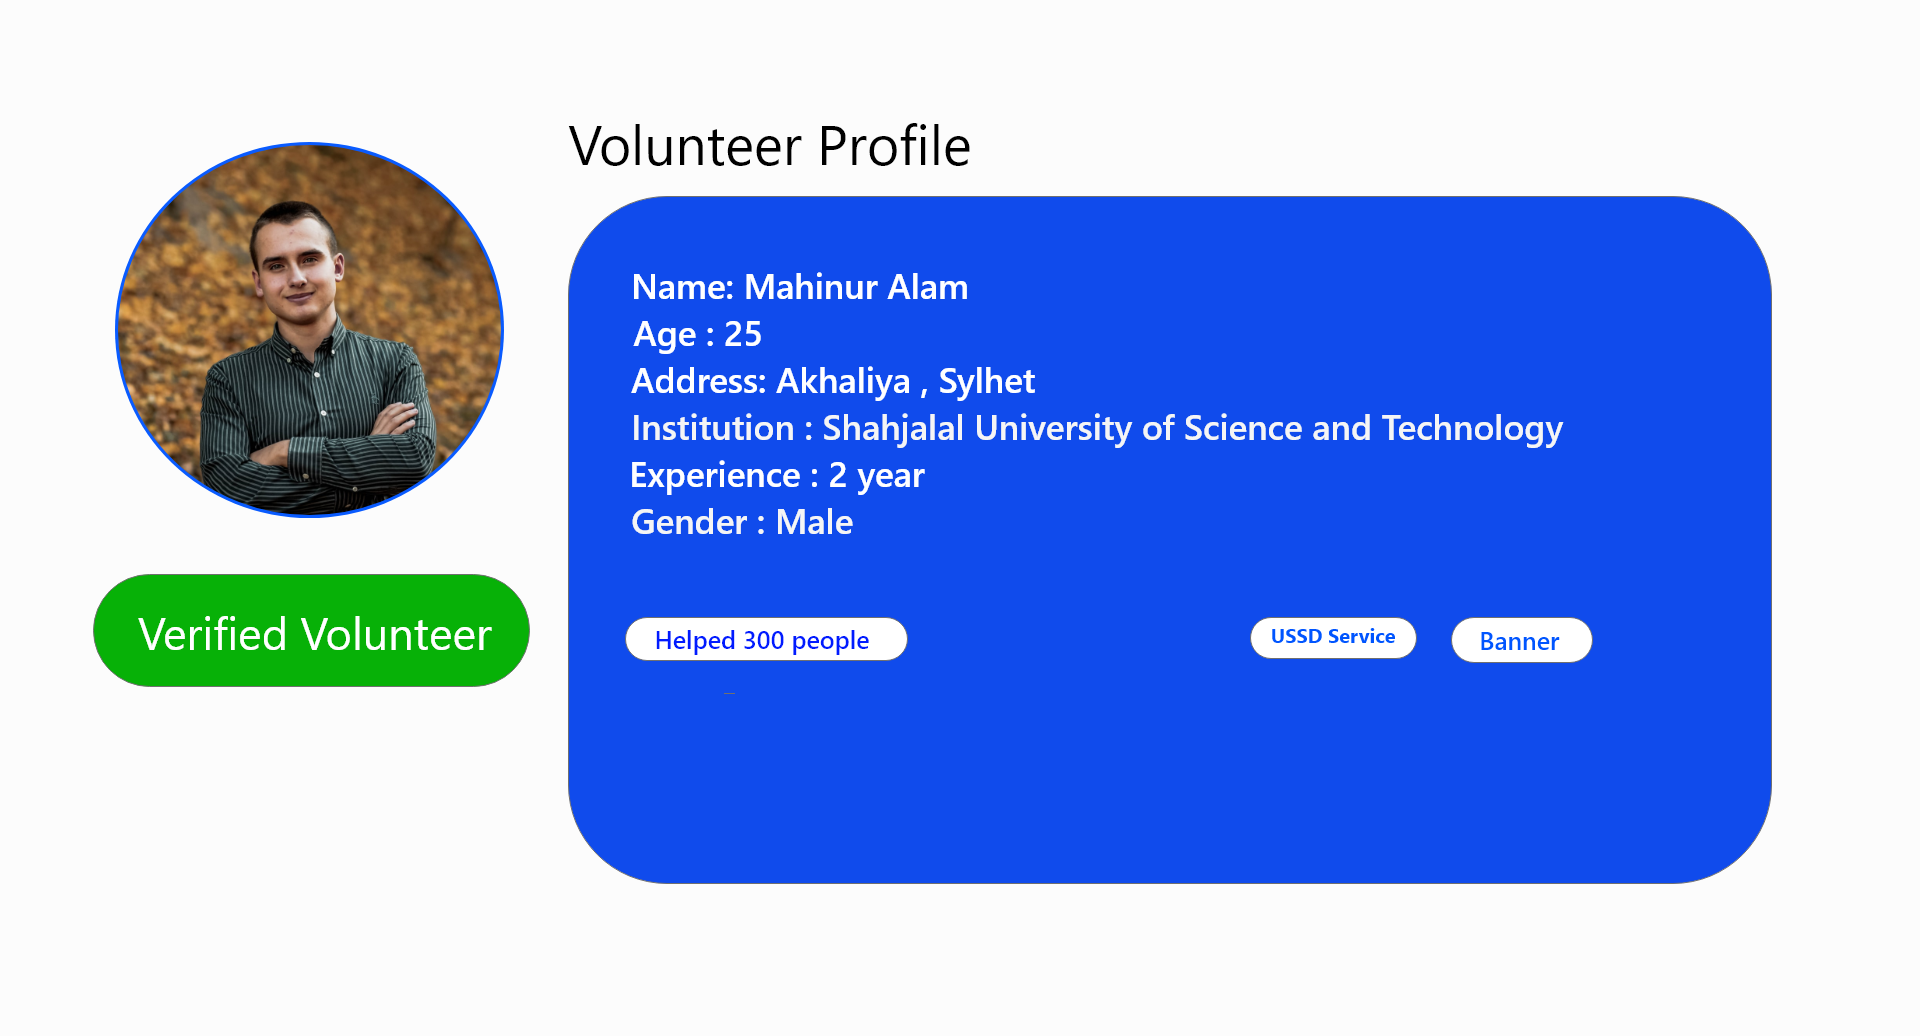 Volunteer Profile
Name: Mahinur Alam
Age : 25
Address: Akhaliya , Sylhet
Institution : Shahjalal University of Science and Technology
Experience : 2 year
Gender : Male
Verified Volunteer
Helped 300 people
USSD Service
Banner